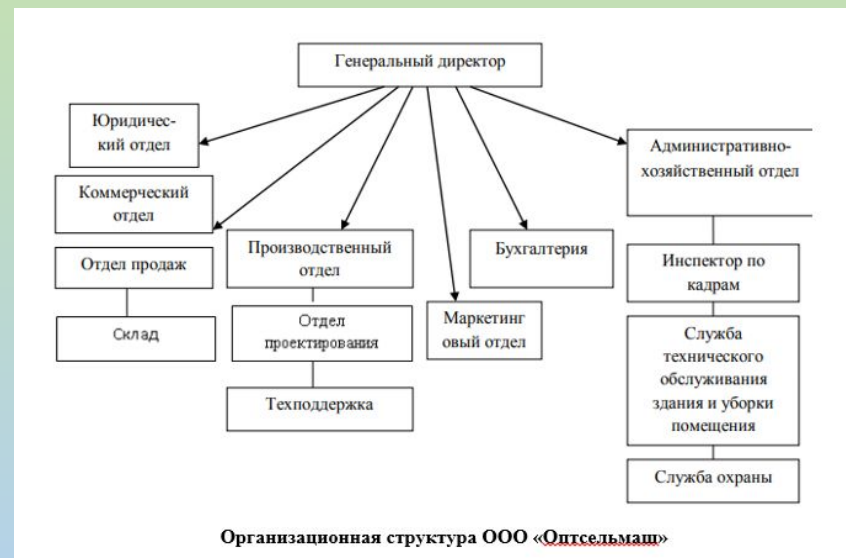 Генеральный
директор
Юридичес-
кий отдел
Административно-
хозяйственный отдел
Коммерческий
отдел
Производственный
отдел
Бухгалтерия
Отдел продаж
Инспектор по
кадрам
Отдел
проектирования
Маркетинг
овый отдел
Склад
Служба
технического
обслуживания
здания и уборки
помещения
Техподдержка
Служба охраны
Организационная структура ООО «Оптсельмаш»